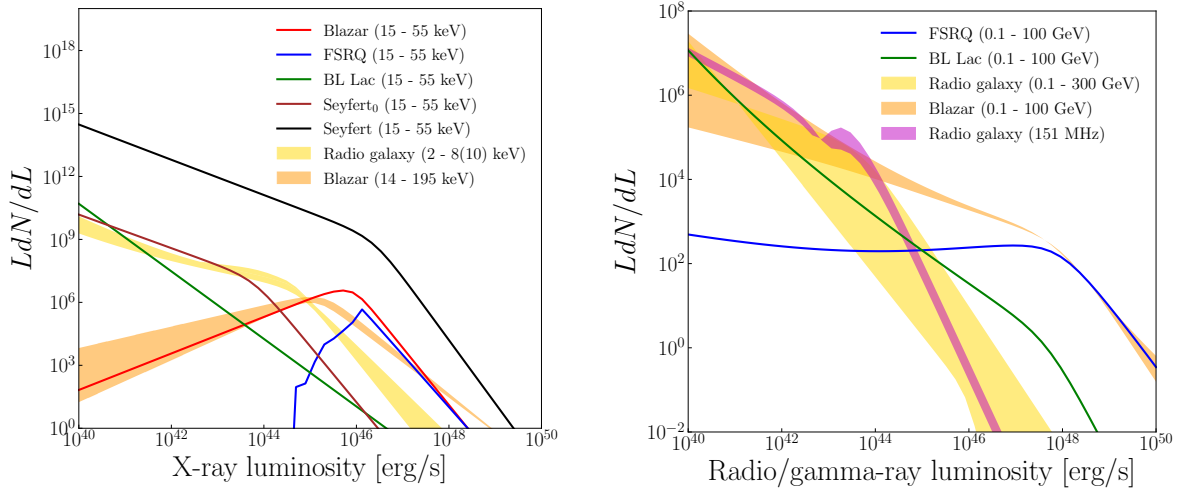 LdN/dL
10^18
10^15
10^12
10^9
10^6
10^3
10^0
10^40 10^42 10^44 10^46 10^48 10^50
X-ray luminosity [erg/s]
Blazar (15 - 55 keV)
FSRQ (15 - 55 keV)
BL Lac (15 - 55 keV)
Seyfert₀ (15 - 55 keV)
Seyfert (15 - 55 keV)
Radio galaxy (2 - 8(10) keV)
Blazar (14 - 195 keV)
LdN/dL
10^8
10^6
10^4
10^2
10^0
10^−2
10^40 10^42 10^44 10^46 10^48 10^50
Radio/gamma-ray luminosity [erg/s]
FSRQ (0.1 - 100 GeV)
BL Lac (0.1 - 100 GeV)
Radio galaxy (0.1 - 300 GeV)
Blazar (0.1 - 100 GeV)
Radio galaxy (151 MHz)